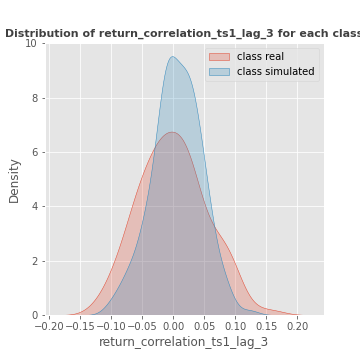 Distribution of return_correlation_ts1_lag_3 for each class
10
class real
class simulated
8
6
4
2
0
Density
−0.20 −0.15 −0.10 −0.05 0.00 0.05 0.10 0.15 0.20
return_correlation_ts1_lag_3